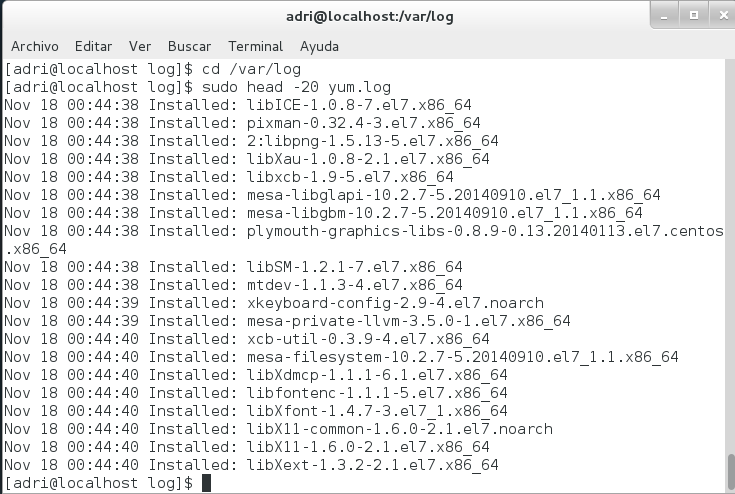 adri@localhost:/var/log
Archivo Editar Ver Buscar Terminal Ayuda
[adri@localhost log]$ cd /var/log
[adri@localhost log]$ sudo head -20 yum.log
Nov 18 00:44:38 Installed: libICE-1.0.8-7.el7.x86_64
Nov 18 00:44:38 Installed: pixman-0.32.4-3.el7.x86_64
Nov 18 00:44:38 Installed: 2:libpng-1.5.13-5.el7.x86_64
Nov 18 00:44:38 Installed: libXau-1.0.8-2.1.el7.x86_64
Nov 18 00:44:38 Installed: libxcb-1.9-5.el7.x86_64
Nov 18 00:44:38 Installed: mesa-libglapi-10.2.7-5.20140910.el7_1.1.x86_64
Nov 18 00:44:38 Installed: mesa-libgbm-10.2.7-5.20140910.el7_1.1.x86_64
Nov 18 00:44:38 Installed: plymouth-graphics-libs-0.8.9-0.13.20140113.el7.centos
.x86_64
Nov 18 00:44:38 Installed: libSM-1.2.1-7.el7.x86_64
Nov 18 00:44:38 Installed: mtdev-1.1.3-4.el7.x86_64
Nov 18 00:44:39 Installed: xkeyboard-config-2.9-4.el7.noarch
Nov 18 00:44:39 Installed: mesa-private-llvm-3.5.0-1.el7.x86_64
Nov 18 00:44:40 Installed: xcb-util-0.3.9-4.el7.x86_64
Nov 18 00:44:40 Installed: mesa-filesystem-10.2.7-5.20140910.el7_1.1.x86_64
Nov 18 00:44:40 Installed: libXdmcp-1.1.1-6.1.el7.x86_64
Nov 18 00:44:40 Installed: libfontenc-1.1.1-5.el7.x86_64
Nov 18 00:44:40 Installed: libXfont-1.4.7-3.el7_1.x86_64
Nov 18 00:44:40 Installed: libX11-common-1.6.0-2.1.el7.noarch
Nov 18 00:44:40 Installed: libX11-1.6.0-2.1.el7.x86_64
Nov 18 00:44:40 Installed: libXext-1.3.2-2.1.el7.x86_64
[adri@localhost log]$